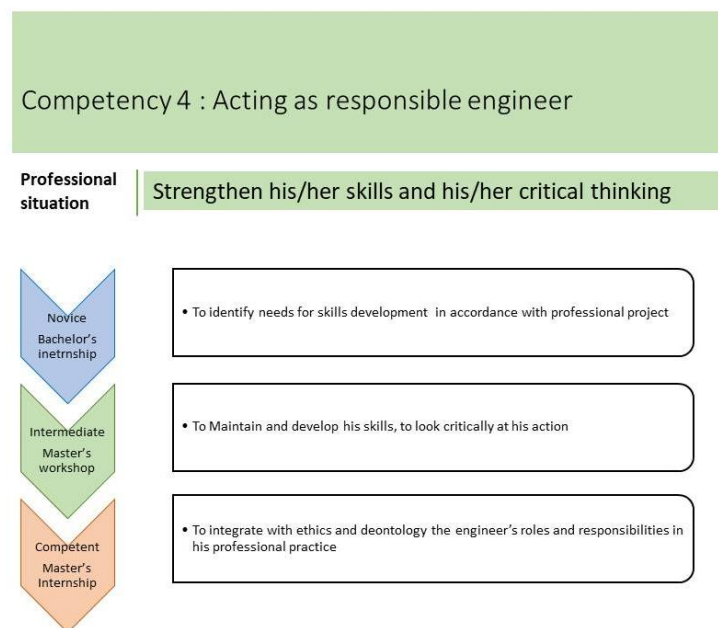 Competency 4 : Acting as responsible engineer
Professional
situation
Strengthen his/her skills and his/her critical thinking
Novice
Bachelor's
inetrnship
• To identify needs for skills development in accordance with professional project
Intermediate
Master's
workshop
• To Maintain and develop his skills, to look critically at his action
Competent
Master's
Internship
• To integrate with ethics and deontology the engineer's roles and responsibilities in
his professional practice